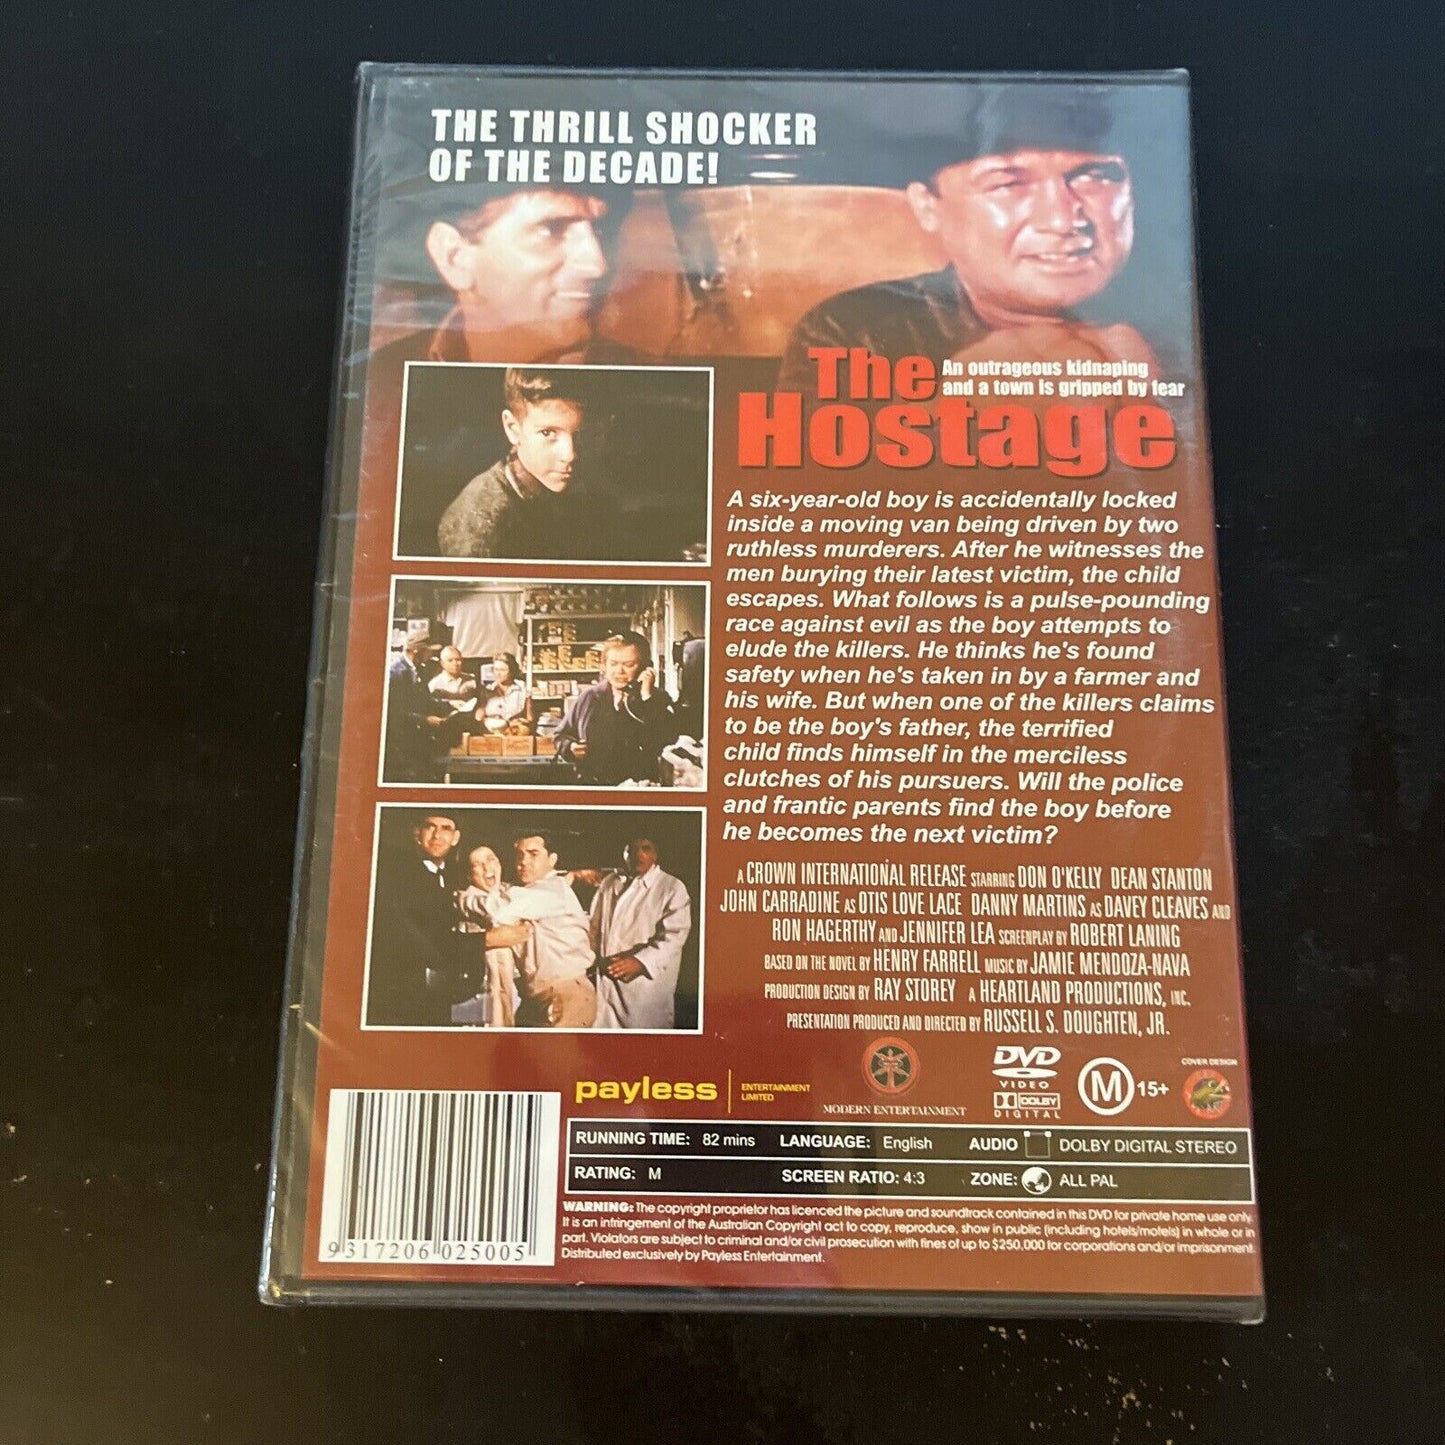 THE THRILL SHOCKER
OF THE DECADE!
The
Hostage
An outrageous kidnaping
and a town is gripped by fear
A six-year-old boy is accidentally locked
inside a moving van being driven by two
ruthless murderers. After he witnesses the
men burying their latest victim, the child
escapes. What follows is a pulse-pounding
race against evil as the boy attempts to
elude the killers. He thinks he's found
safety when he's taken in by a farmer and
his wife. But when one of the killers claims
to be the boy's father, the terrified
child finds himself in the merciless
clutches of his pursuers. Will the police
and frantic parents find the boy before
he becomes the next victim?
A CROWN INTERNATIONAL RELEASE STARRING DON O'KELLY DEAN STANTON
JOHN CARRADINE AS OTIS LOVE LACE DANNY MARTINS AS DAVEY CLEAVES AND
RON HAGERTHY AND JENNIFER LEA SCREENPLAY BY ROBERT LANING
BASED ON THE NOVEL BY HENRY FARRELL MUSIC BY JAMIE MENDOZA-NAVA
PRODUCTION DESIGN BY RAY STOREY A HEARTLAND PRODUCTIONS, INC.
PRESENTATION PRODUCED AND DIRECTED BY RUSSELL S. DOUGHTEN, JR.
payless ENTERTAINMENT
LIMITED
MODERN ENTERTAINMENT
DVD
VIDEO
DOLBY
DIGITAL
M 15+
COVER DESIGN
RUNNING TIME: 82 mins LANGUAGE: English AUDIO DOLBY DIGITAL STEREO
RATING: M SCREEN RATIO: 4:3 ZONE: ALL PAL
WARNING: The copyright proprietor has licenced the picture and soundtrack contained in this DVD for private home use only.
It is an infringement of the Australian Copyright act to copy, reproduce, show in public (including hotels/motels) in whole or in
part. Violators are subject to criminal and/or civil prosecution with fines of up to $250,000 for corporations and/or imprisonment.
Distributed exclusively by Payless Entertainment.
9317206 025005